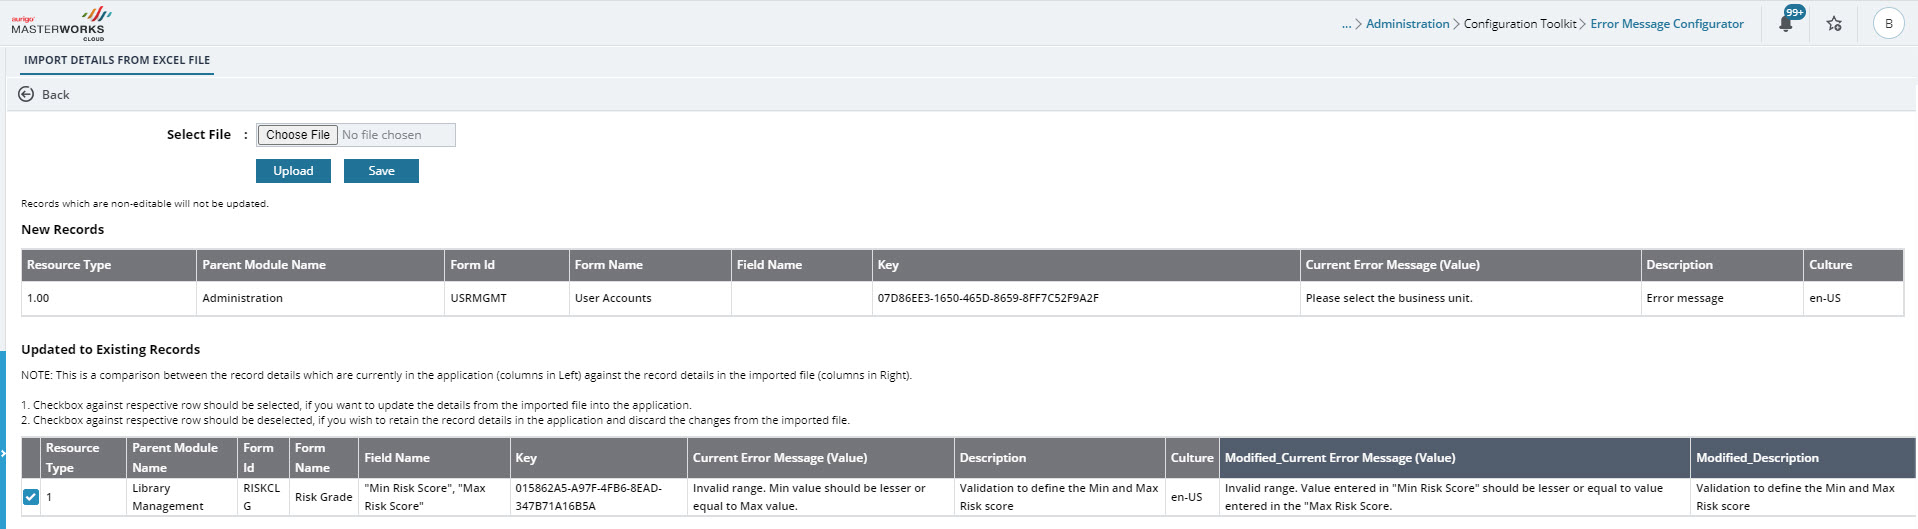 aurigo
MASTERWORKS
CLOUD
... > Administration > Configuration Toolkit > Error Message Configurator
99+
B
IMPORT DETAILS FROM EXCEL FILE
Back
Select File :
Choose File No file chosen
Upload Save
Records which are non-editable will not be updated.
New Records
Resource Type Parent Module Name Form Id Form Name Field Name Key Current Error Message (Value) Description Culture
1.00 Administration USRMGMT User Accounts 07D86EE3-1650-465D-8659-8FF7C52F9A2F Please select the business unit. Error message en-US
Updated to Existing Records
NOTE: This is a comparison between the record details which are currently in the application (columns in Left) against the record details in the imported file (columns in Right).
1. Checkbox against respective row should be selected, if you want to update the details from the imported file into the application.
2. Checkbox against respective row should be deselected, if you wish to retain the record details in the application and discard the changes from the imported file.
Resource Parent Module Form Form
Field Name Key Current Error Message (Value) Description Culture Modified_Current Error Message (Value) Modified_Description
Type Name Id Name
Library RISKCL "Min Risk Score", "Max 015862A5-A97F-4FB6-8EAD- Invalid range. Min value should be lesser or Validation to define the Min and Max Invalid range. Value entered in "Min Risk Score" should be lesser or equal to value Validation to define the Min and Max
1 Risk Grade en-US
Management G Risk Score" 347B71A16B5A equal to Max value. Risk score entered in the "Max Risk Score. Risk score